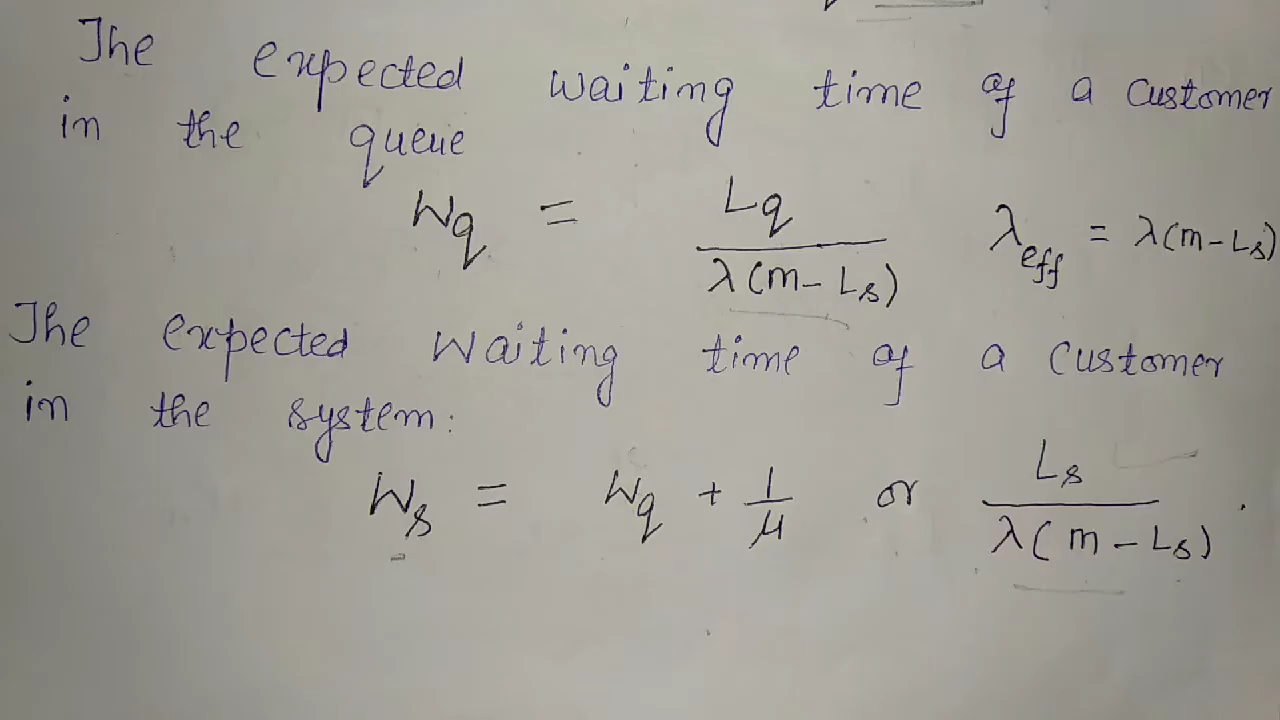 The expected waiting time of a customer
in the queue
Wq = Lq / λ(m - Ls)   λeff = λ(m - Ls)
The expected waiting time of a customer
in the system:
Ws = Wq + 1/μ or Ls / λ(m - Ls).